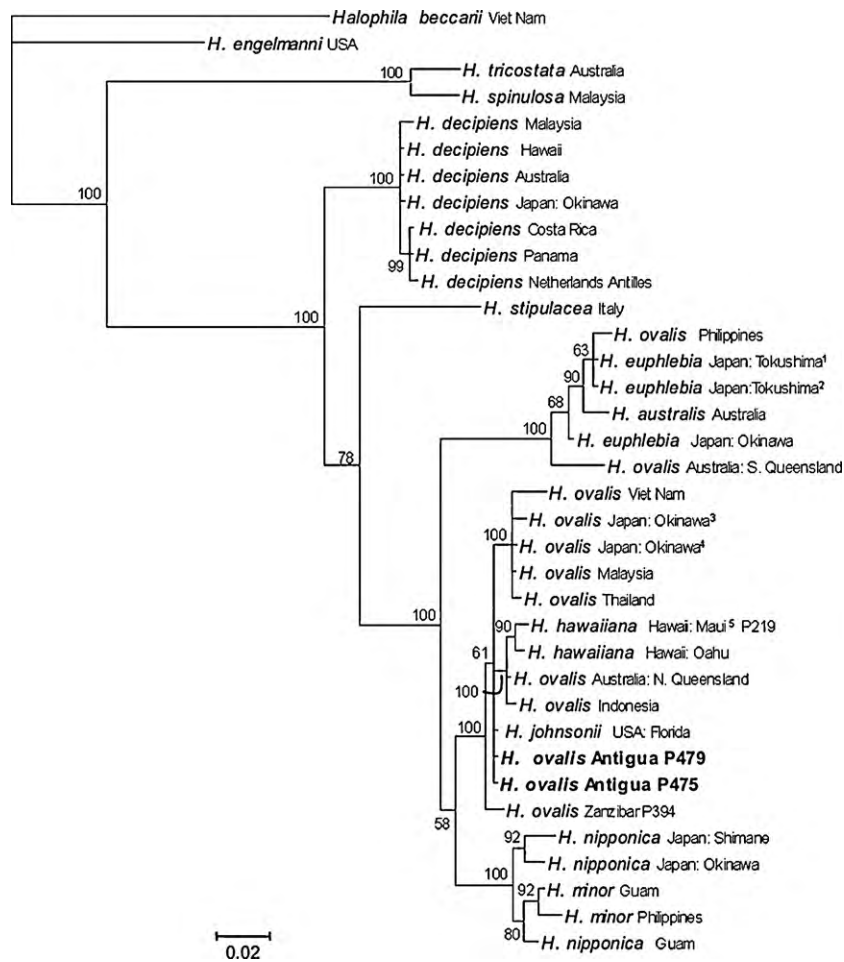 Halophila beccarii Viet Nam
H. engelmanni USA
H. tricostata Australia
100
H. spinulosa Malaysia
H. decipiens Malaysia
H. decipiens Hawaii
H. decipiens Australia
100
100
H. decipiens Japan: Okinawa
H. decipiens Costa Rica
H. decipiens Panama
99
H. decipiens Netherlands Antilles
H. stipulacea Italy
100
H. ovalis Philippines
63
H. euphlebia Japan: Tokushima¹
90
H. euphlebia Japan:Tokushima²
68
H. australis Australia
100
H. euphlebia Japan: Okinawa
78
H. ovalis Australia: S. Queensland
H. ovalis Viet Nam
H. ovalis Japan: Okinawa³
100
H. ovalis Japan: Okinawa⁴
H. ovalis Malaysia
H. ovalis Thailand
100
90
H. hawaiiana Hawaii: Maui ⁵ P219
H. hawaiiana Hawaii: Oahu
61
H. ovalis Australia: N. Queensland
100
H. ovalis Indonesia
100
H. johnsonii USA: Florida
H. ovalis Antigua P479
H. ovalis Antigua P475
H. ovalis Zanzibar P394
58
92
H. nipponica Japan: Shimane
H. nipponica Japan: Okinawa
100
92
H. minor Guam
H. minor Philippines
80
H. nipponica Guam
0.02